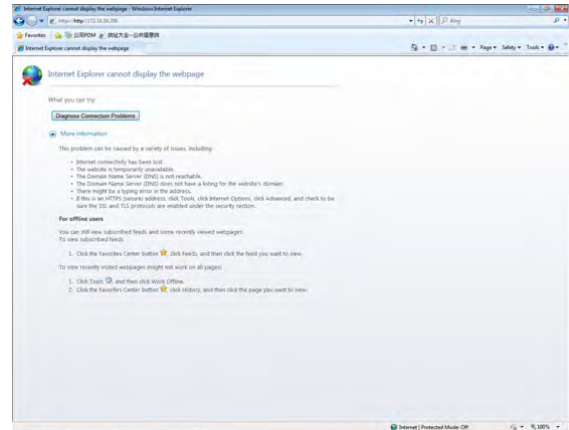 Internet Explorer cannot display the webpage - Windows Internet Explorer
Bing
Favorites
Internet Explorer cannot display the webpage
Page Safety Tools
Internet Explorer cannot display the webpage
What you can try:
Diagnose Connection Problems
More information
This problem can be caused by a variety of issues, including:
• Internet connectivity has been lost.
• The website is temporarily unavailable.
• The Domain Name Server (DNS) is not reachable.
• The Domain Name Server (DNS) does not have a listing for the website's domain.
• There might be a typing error in the address.
• If this is an HTTPS (secure) address, click Tools, click Internet Options, click Advanced, and check to be
sure the SSL and TLS protocols are enabled under the security section.
For offline users
You can still view subscribed feeds and some recently viewed webpages.
To view subscribed feeds
1. Click the Favorites Center button , click Feeds, and then click the feed you want to view.
To view recently visited webpages (might not work on all pages)
1. Click Tools , and then click Work Offline.
2. Click the Favorites Center button , click History, and then click the page you want to view.
Internet | Protected Mode: Off
100%